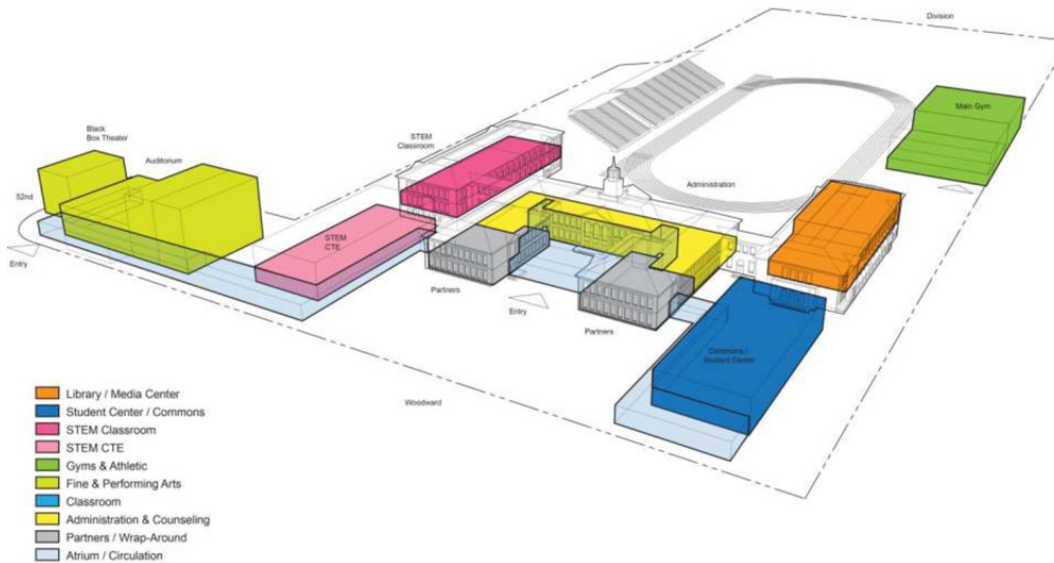 Division
Main Gym
Black
Box Theater
Auditorium
STEM
Classroom
Administration
52nd
STEM
CTE
Entry
Partners
Entry
Partners
Commons /
Student Center
Woodward
Library / Media Center
Student Center / Commons
STEM Classroom
STEM CTE
Gyms & Athletic
Fine & Performing Arts
Classroom
Administration & Counseling
Partners / Wrap-Around
Atrium / Circulation